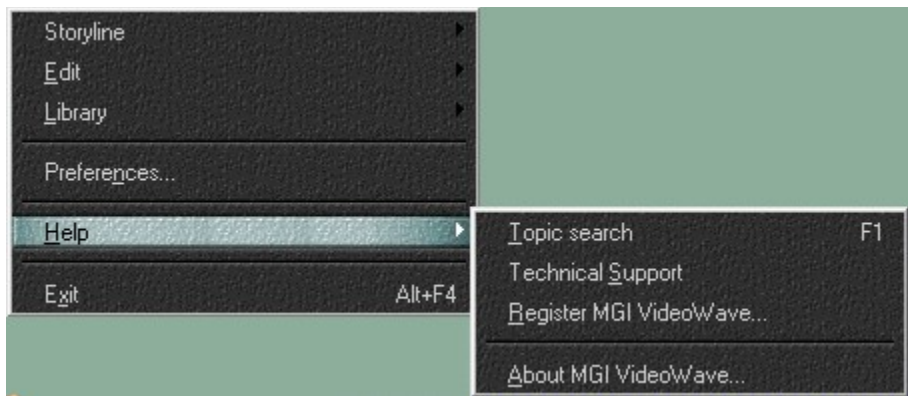 Storyline
Edit
Library
Preferences...
Help
Exit Alt+F4
Topic search F1
Technical Support
Register MGI VideoWave...
About MGI VideoWave...